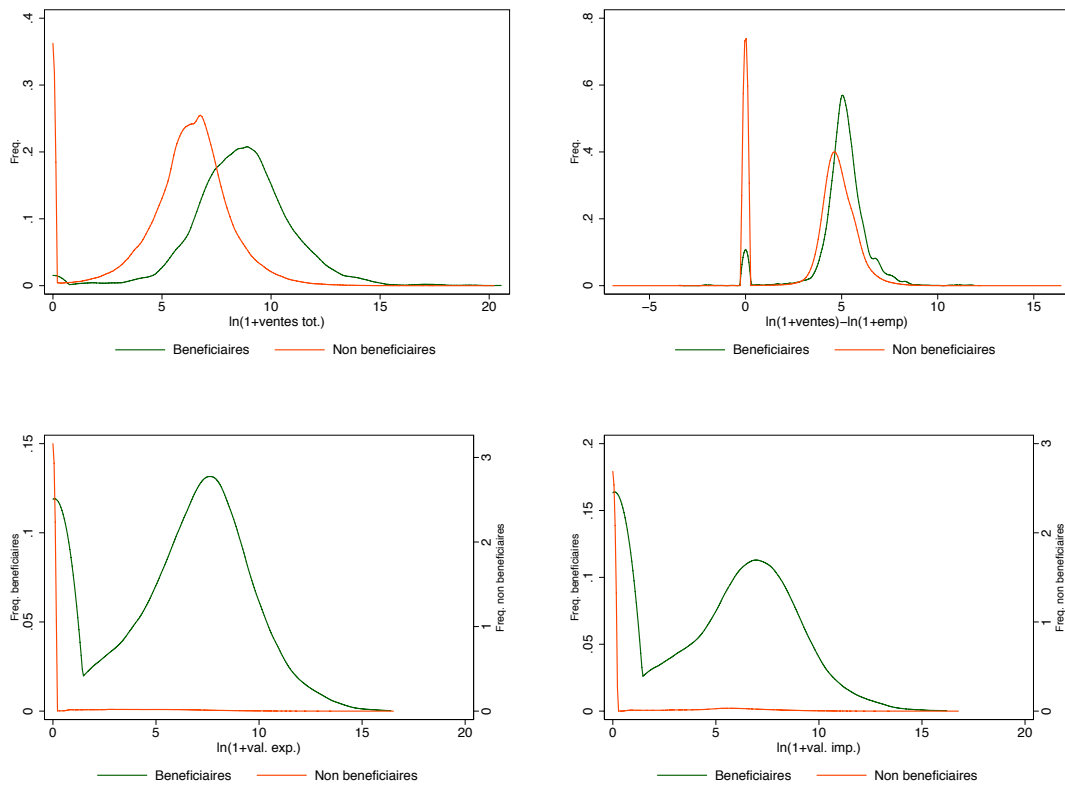 Freq.
.4
.3
.2
.1
0
0 5 10 15 20
ln(1+ventes tot.)
Beneficiaires Non beneficiaires
Freq.
.8
.6
.4
.2
0
−5 0 5 10 15
ln(1+ventes)−ln(1+emp)
Beneficiaires Non beneficiaires
Freq. beneficiaires
.15
.1
.05
0
Freq. non beneficiaires
3
2
1
0
0 5 10 15 20
ln(1+val. exp.)
Beneficiaires Non beneficiaires
Freq. beneficiaires
.2
.15
.1
.05
0
Freq. non beneficiaires
3
2
1
0
0 5 10 15 20
ln(1+val. imp.)
Beneficiaires Non beneficiaires